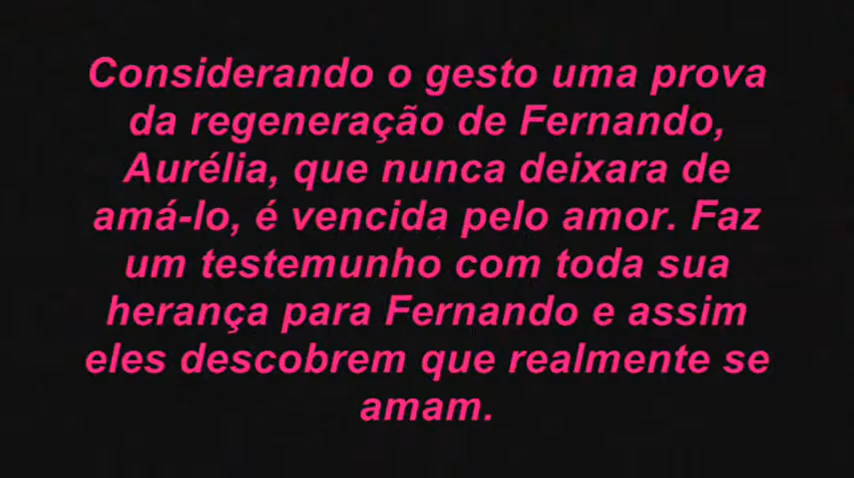 Considerando o gesto uma prova
da regeneração de Fernando,
Aurélia, que nunca deixara de
amá-lo, é vencida pelo amor. Faz
um testemunho com toda sua
herança para Fernando e assim
eles descobrem que realmente se
amam.